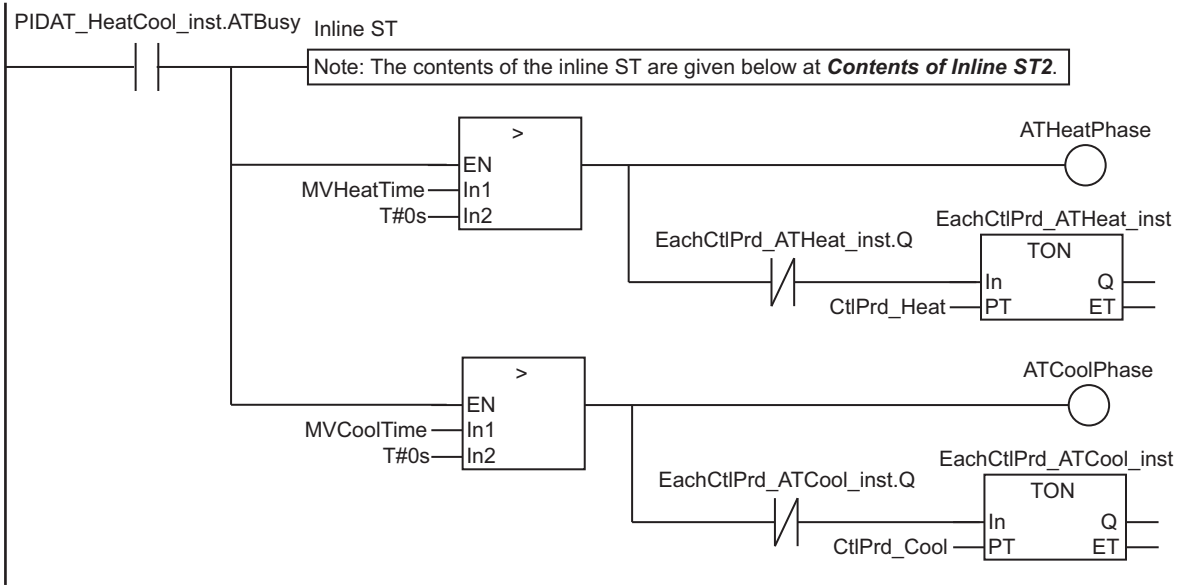 PIDAT_HeatCool_inst.ATBusy
Inline ST
Note: The contents of the inline ST are given below at Contents of Inline ST2.
>
ATHeatPhase
EN
MVHeatTime
In1
T#0s
In2
EachCtlPrd_ATHeat_inst
EachCtlPrd_ATHeat_inst.Q
TON
In
Q
CtlPrd_Heat
PT
ET
>
ATCoolPhase
EN
MVCoolTime
In1
T#0s
In2
EachCtlPrd_ATCool_inst
EachCtlPrd_ATCool_inst.Q
TON
In
Q
CtlPrd_Cool
PT
ET